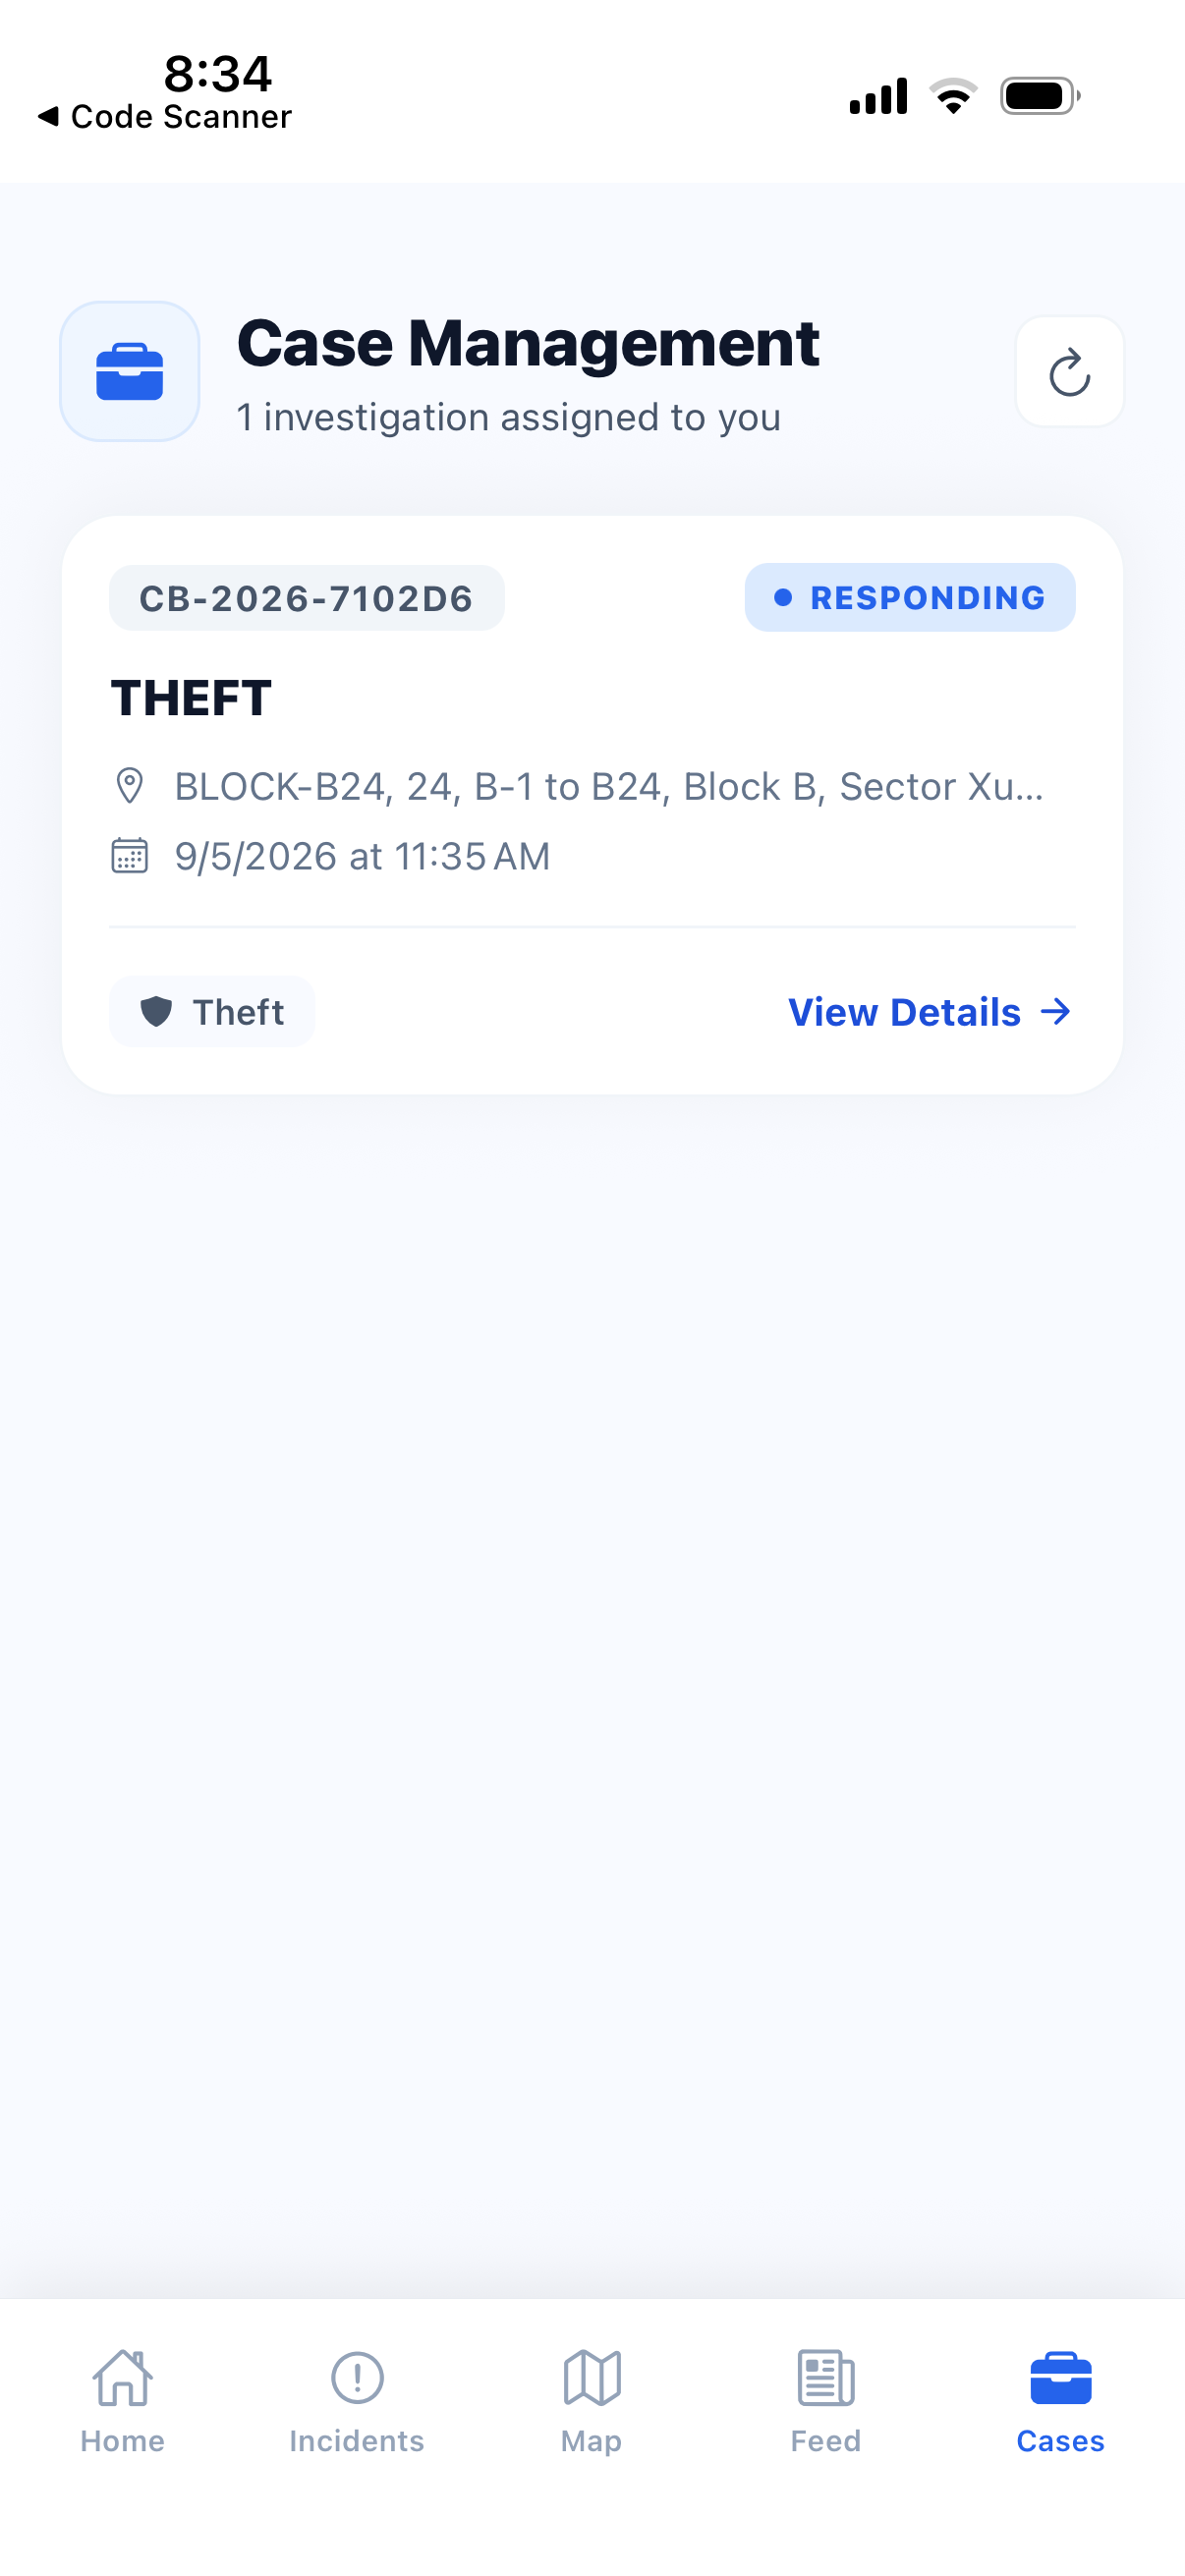 8:34
◀ Code Scanner
Case Management
1 investigation assigned to you
CB-2026-7102D6
RESPONDING
THEFT
BLOCK-B24, 24, B-1 to B24, Block B, Sector Xu...
9/5/2026 at 11:35 AM
Theft
View Details →
Home
Incidents
Map
Feed
Cases